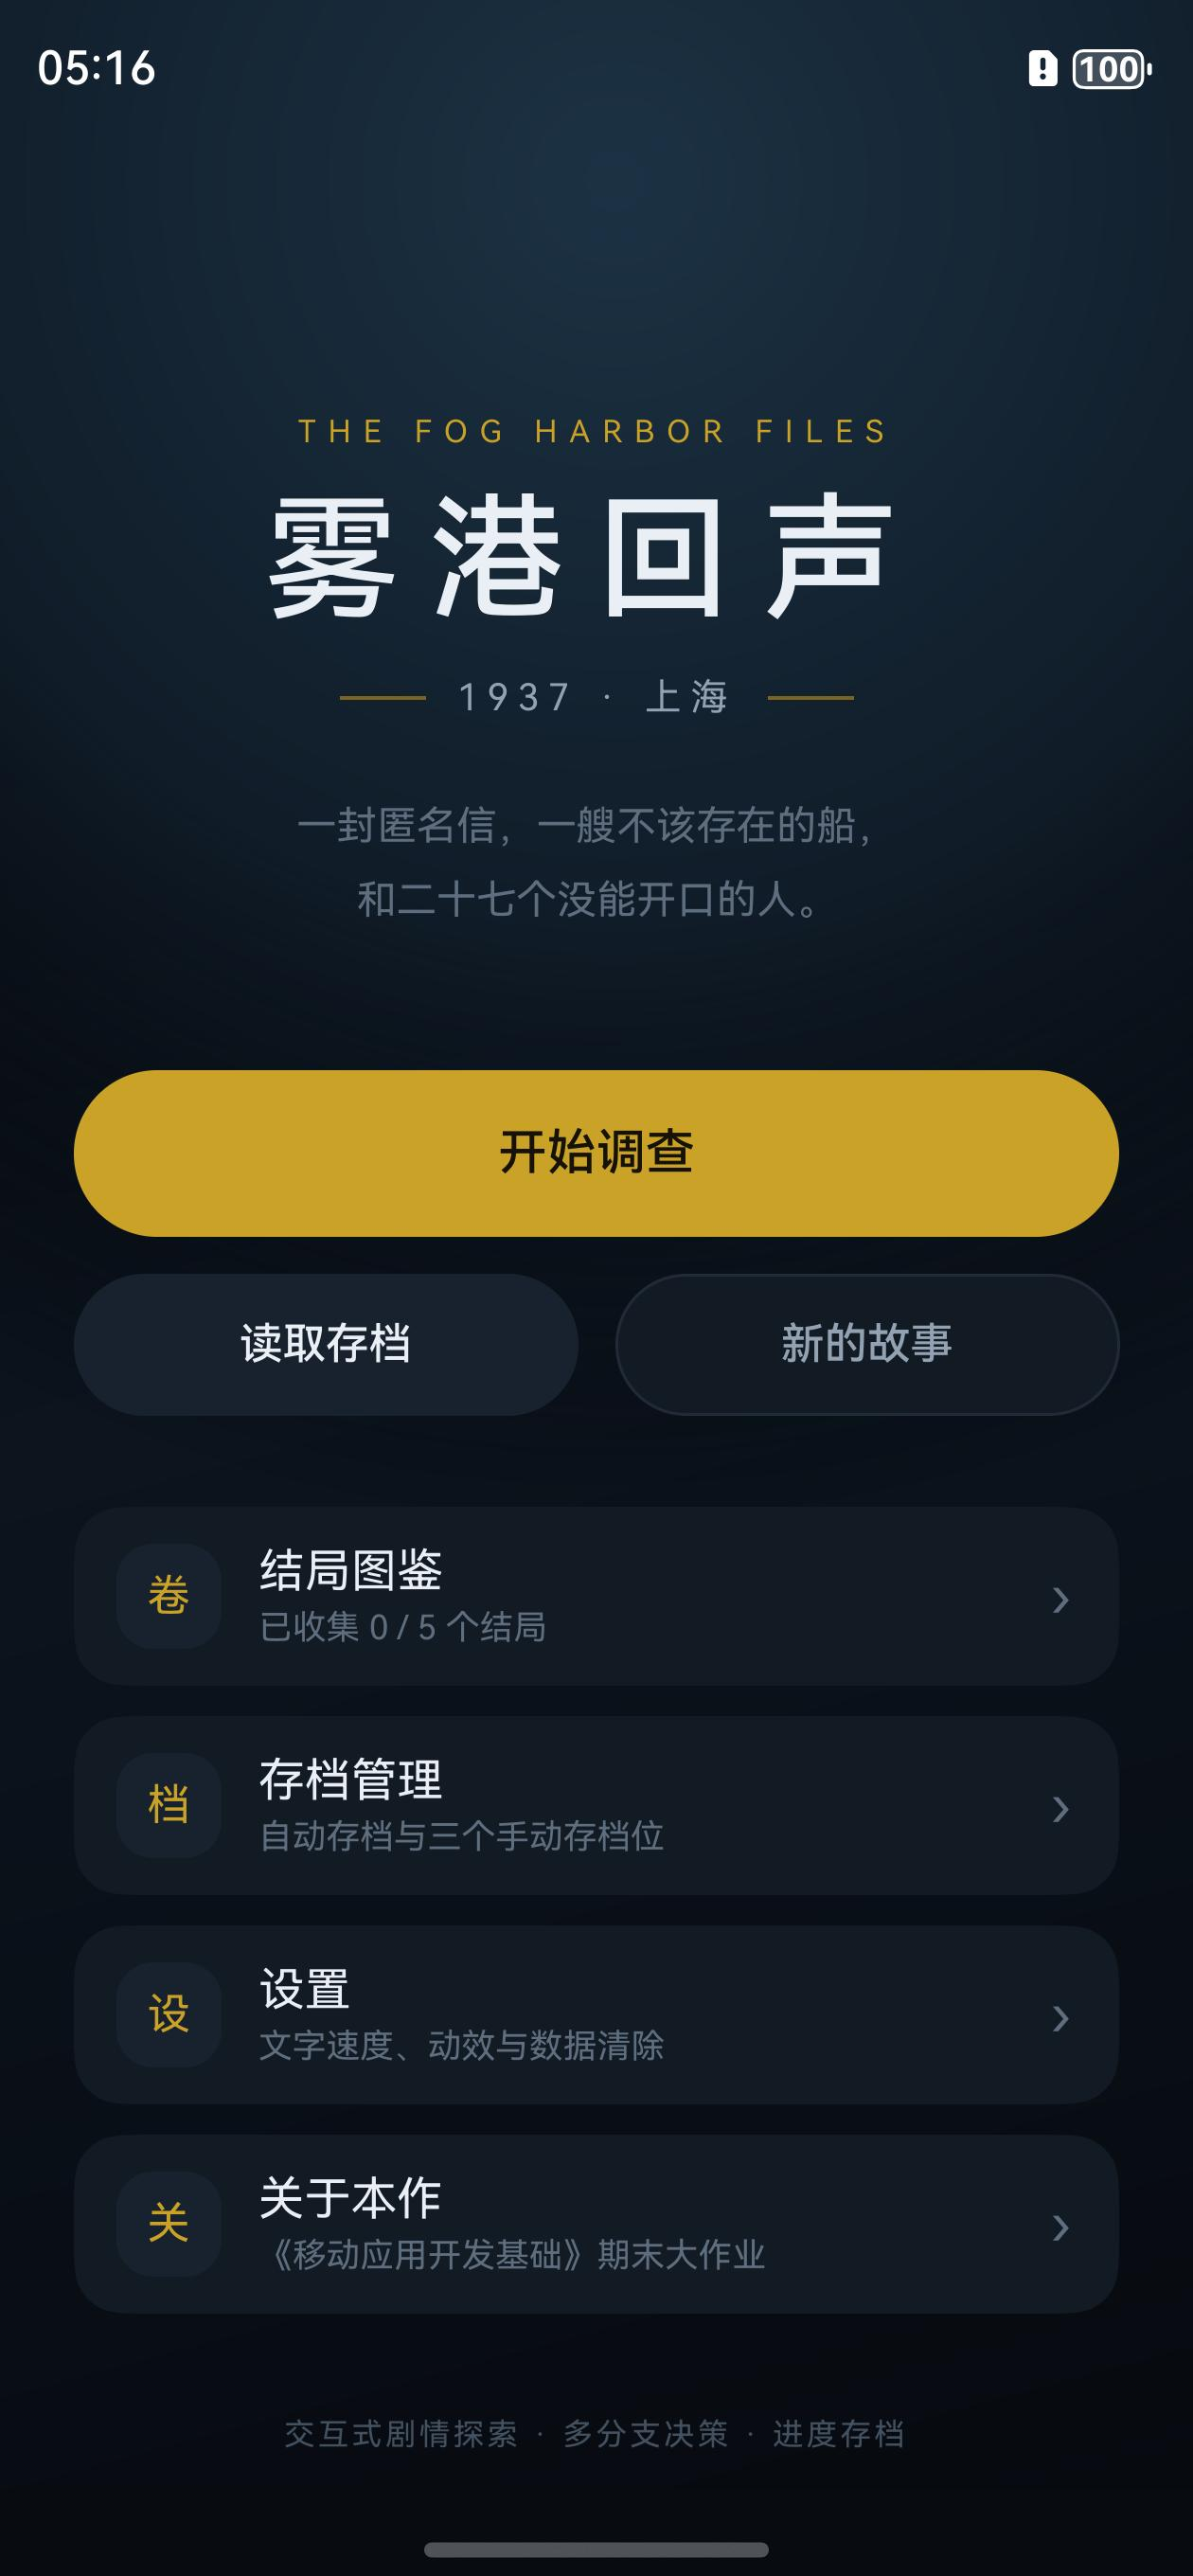 05:16
100
THE FOG HARBOR FILES
雾港回声
1937 · 上海
一封匿名信，一艘不该存在的船，
和二十七个没能开口的人。
开始调查
读取存档
新的故事
卷
结局图鉴
已收集 0 / 5 个结局
档
存档管理
自动存档与三个手动存档位
设
设置
文字速度、动效与数据清除
关
关于本作
《移动应用开发基础》期末大作业
交互式剧情探索 · 多分支决策 · 进度存档